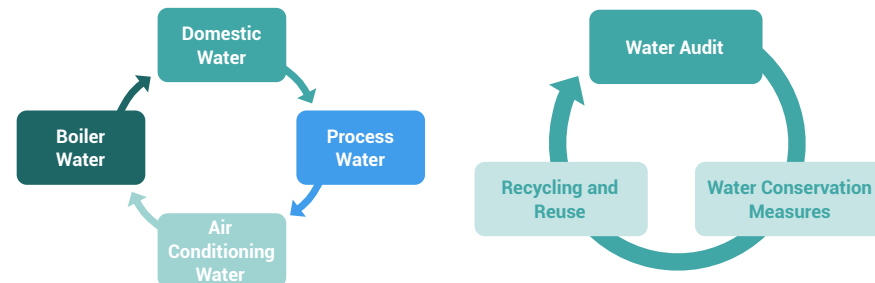 Domestic
Water
Process
Water
Air
Conditioning
Water
Boiler
Water
Water Audit
Water Conservation
Measures
Recycling and
Reuse